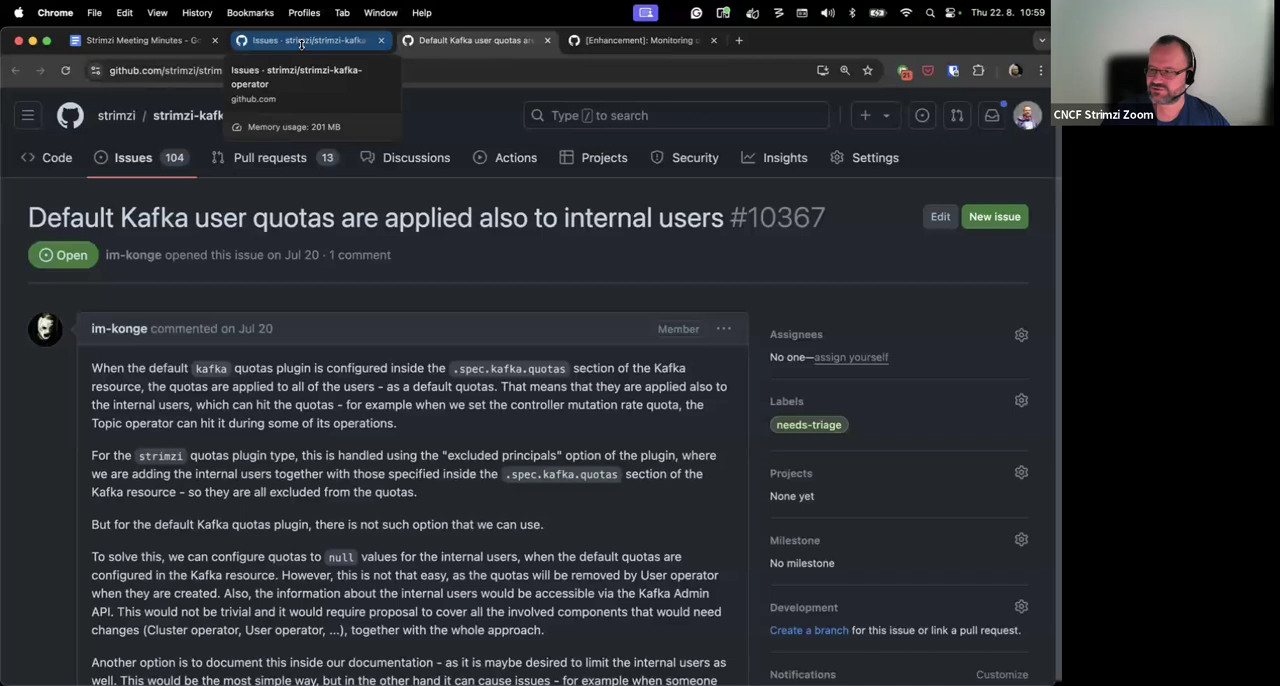 Chrome File Edit View History Bookmarks Profiles Tab Window Help Thu 22. 8. 10:59
Strimzi Meeting Minutes - Go Issues · strimzi/strimzi-kafka Default Kafka user quotas are [Enhancement]: Monitoring o
github.com/strimzi/strim
Issues · strimzi/strimzi-kafka-
operator
github.com
Memory usage: 201 MB
CNCF Strimzi Zoom
strimzi / strimzi-kafk
Type / to search
Code Issues 104 Pull requests 13 Discussions Actions Projects Security Insights Settings
Default Kafka user quotas are applied also to internal users #10367
Edit New issue
Open im-konge opened this issue on Jul 20 · 1 comment
im-konge commented on Jul 20 Member
When the default kafka quotas plugin is configured inside the .spec.kafka.quotas section of the Kafka
resource, the quotas are applied to all of the users - as a default quotas. That means that they are applied also to
the internal users, which can hit the quotas - for example when we set the controller mutation rate quota, the
Topic operator can hit it during some of its operations.
For the strimzi quotas plugin type, this is handled using the "excluded principals" option of the plugin, where
we are adding the internal users together with those specified inside the .spec.kafka.quotas section of the
Kafka resource - so they are all excluded from the quotas.
But for the default Kafka quotas plugin, there is not such option that we can use.
To solve this, we can configure quotas to null values for the internal users, when the default quotas are
configured in the Kafka resource. However, this is not that easy, as the quotas will be removed by User operator
when they are created. Also, the information about the internal users would be accessible via the Kafka Admin
API. This would not be trivial and it would require proposal to cover all the involved components that would need
changes (Cluster operator, User operator, ...), together with the whole approach.
Another option is to document this inside our documentation - as it is maybe desired to limit the internal users as
well. This would be the most simple way, but in the other hand it can cause issues - for example when someone
Assignees
No one—assign yourself
Labels
needs-triage
Projects
None yet
Milestone
No milestone
Development
Create a branch for this issue or link a pull request.
Notifications Customize